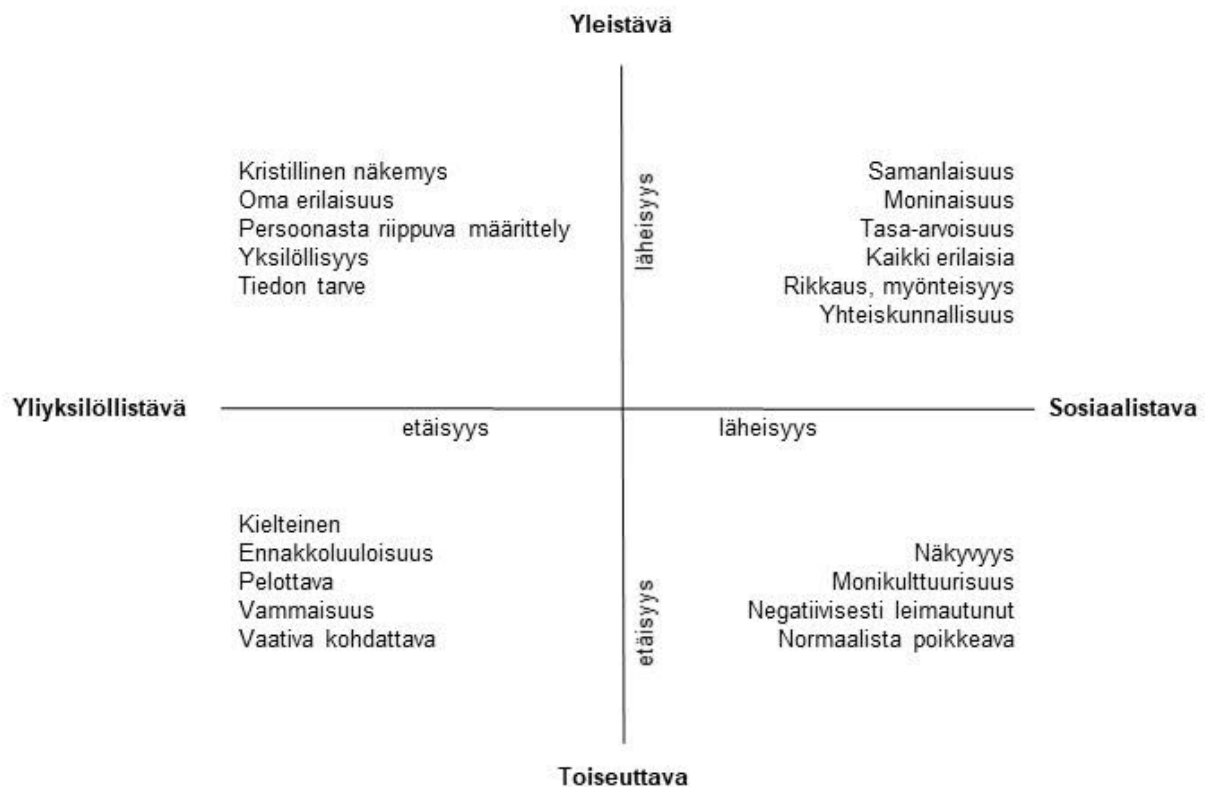 Yleistävä
Kristillinen näkemys
Oma erilaisuus
Persoonasta riippuva määrittely
Yksilöllisyys
Tiedon tarve
läheisyys
Samanlaisuus
Moninaisuus
Tasa-arvoisuus
Kaikki erilaisia
Rikkaus, myönteisyys
Yhteiskunnallisuus
Yliyksilöllistävä
etäisyys
läheisyys
Sosiaalistava
Kielteinen
Ennakkoluuloisuus
Pelottava
Vammaisuus
Vaativa kohdattava
etäisyys
Näkyvyys
Monikulttuurisuus
Negatiivisesti leimautunut
Normaalista poikkeava
Toiseuttava